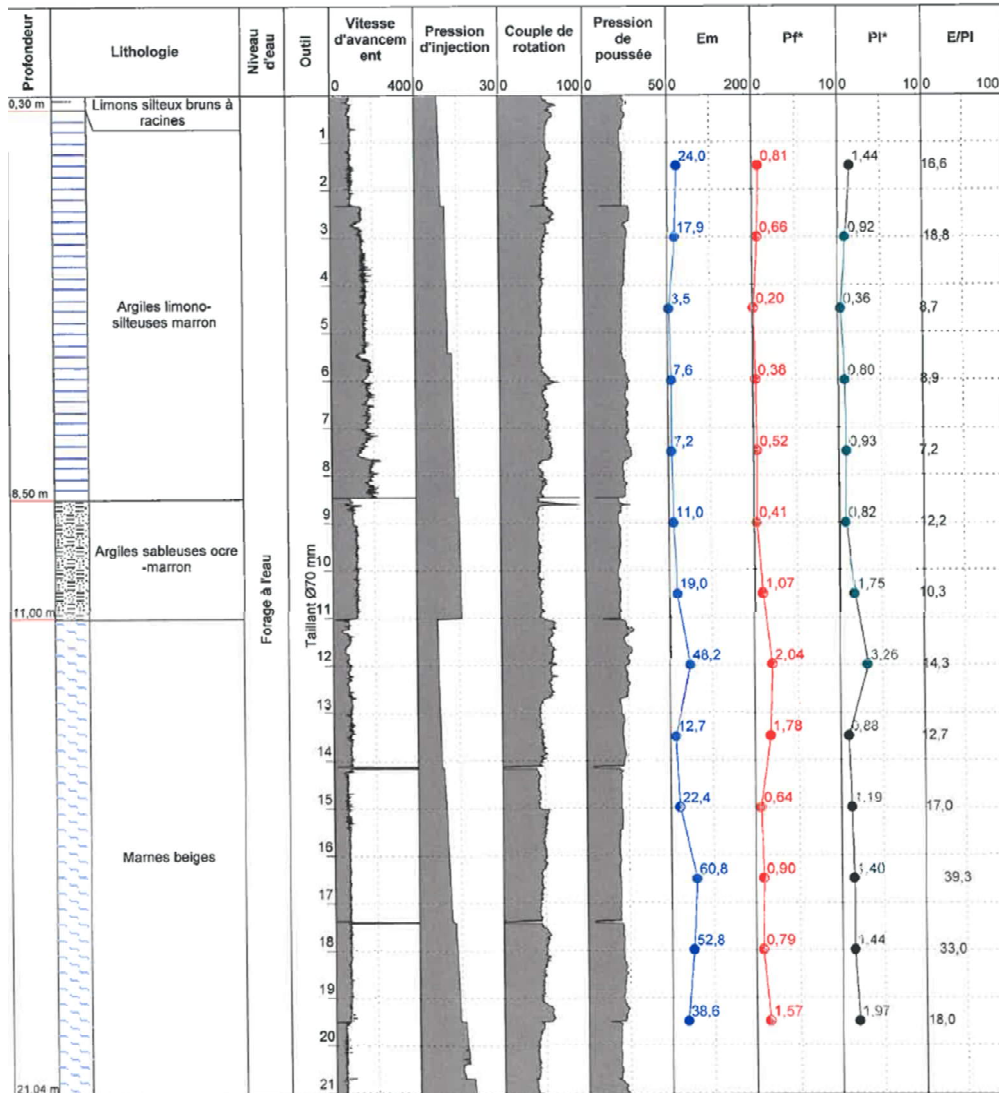 Profondeur
Lithologie
Niveau d'eau
Outil
Vitesse
d'avancem
ent
Pression
d'injection
Couple de
rotation
Pression
de
poussée
Em
Pf*
Pl*
E/Pl
0 400 0 30 0 100 0 50 0 200 0 10 0 10 0 100
0,30 m
Limons silteux bruns à
racines
1
24,0 0,81 1,44 16,6
2
3
17,9 0,66 0,92 18,8
4
Argiles limono-
silteuses marron
3,5 0,20 0,36 8,7
5
6
7,6 0,38 0,80 8,9
7
7,2 0,52 0,93 7,2
8
8,50 m
9
11,0 0,41 0,82 12,2
Argiles sableuses ocre
-marron
10
19,0 1,07 1,75 10,3
11
11,00 m
Forage à l'eau
Taillant Ø70 mm
12
48,2 2,04 3,26 14,3
13
12,7 1,78 0,88 12,7
14
15
22,4 0,64 1,19 17,0
16
Marnes beiges
60,8 0,90 1,40 39,3
17
18
52,8 0,79 1,44 33,0
19
38,6 1,57 1,97 18,0
20
21
21,04 m